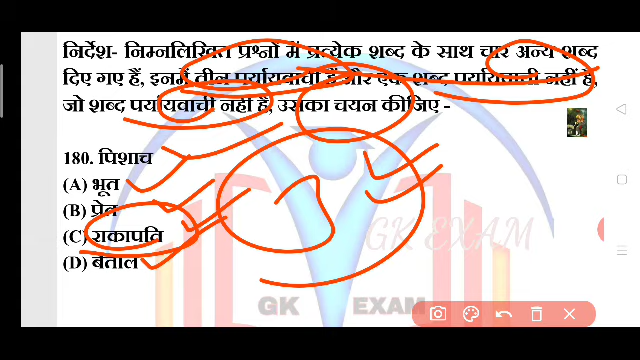 निर्देश- निम्नलिखित प्रश्नों में प्रत्येक शब्द के साथ चार अन्य शब्द
दिए गए हैं, इनमें तीन पर्यायवाची हैं और एक शब्द पर्यायवाची नहीं है,
जो शब्द पर्यायवाची नहीं है, उसका चयन कीजिए -
180. पिशाच
(A) भूत
(B) प्रेत
(C) राकापति
(D) बेताल
GK EXAM
GK EXAM